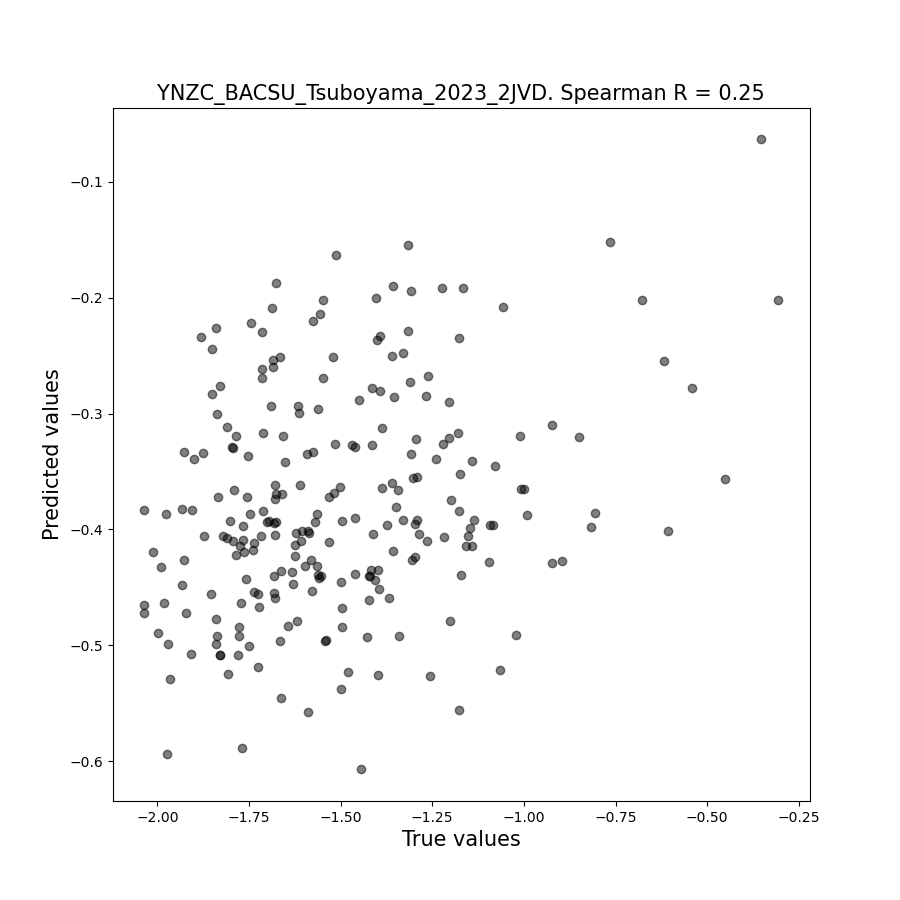 YNZC_BACSU_Tsuboyama_2023_2JVD. Spearman R = 0.25
−0.1
−0.2
−0.3
−0.4
−0.5
−0.6
Predicted values
−2.00 −1.75 −1.50 −1.25 −1.00 −0.75 −0.50 −0.25
True values